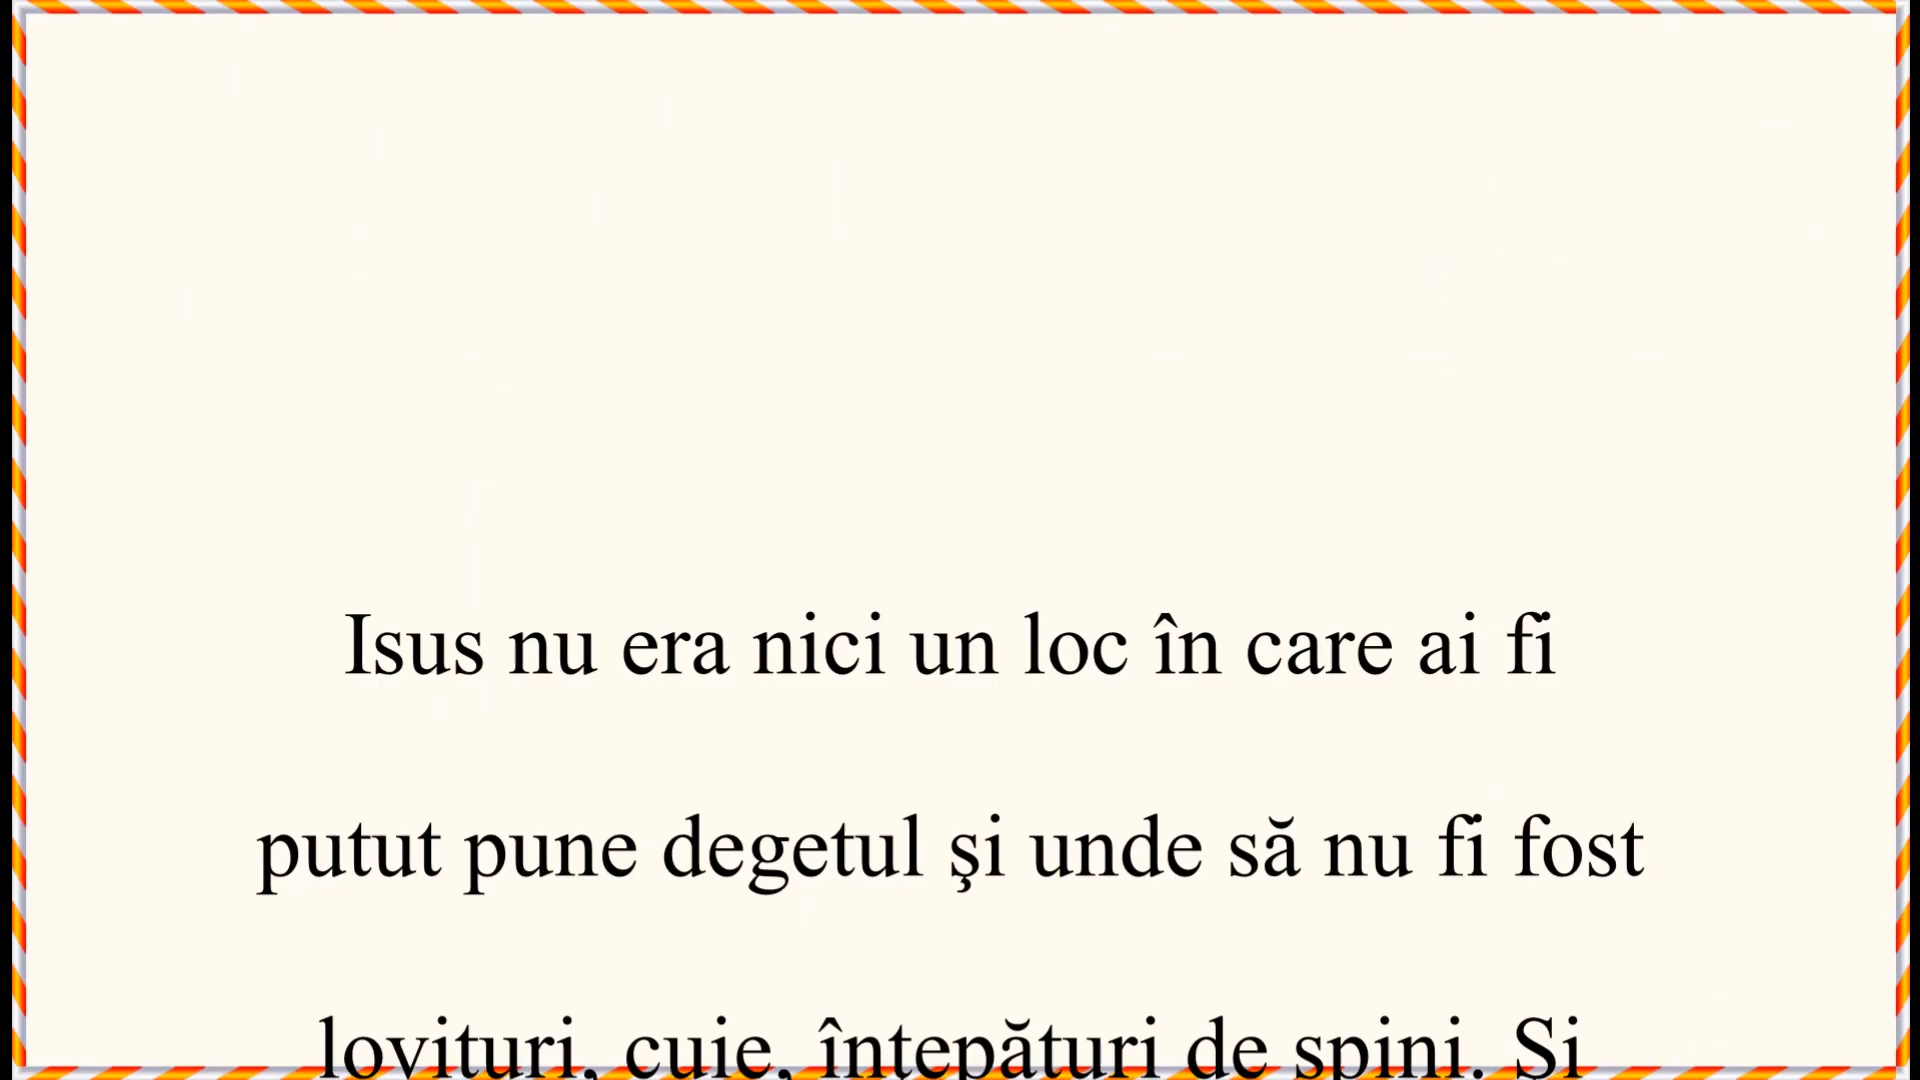 Isus nu era nici un loc în care ai fi
putut pune degetul şi unde să nu fi fost
lovituri, cuie, înţepături de spini. Şi